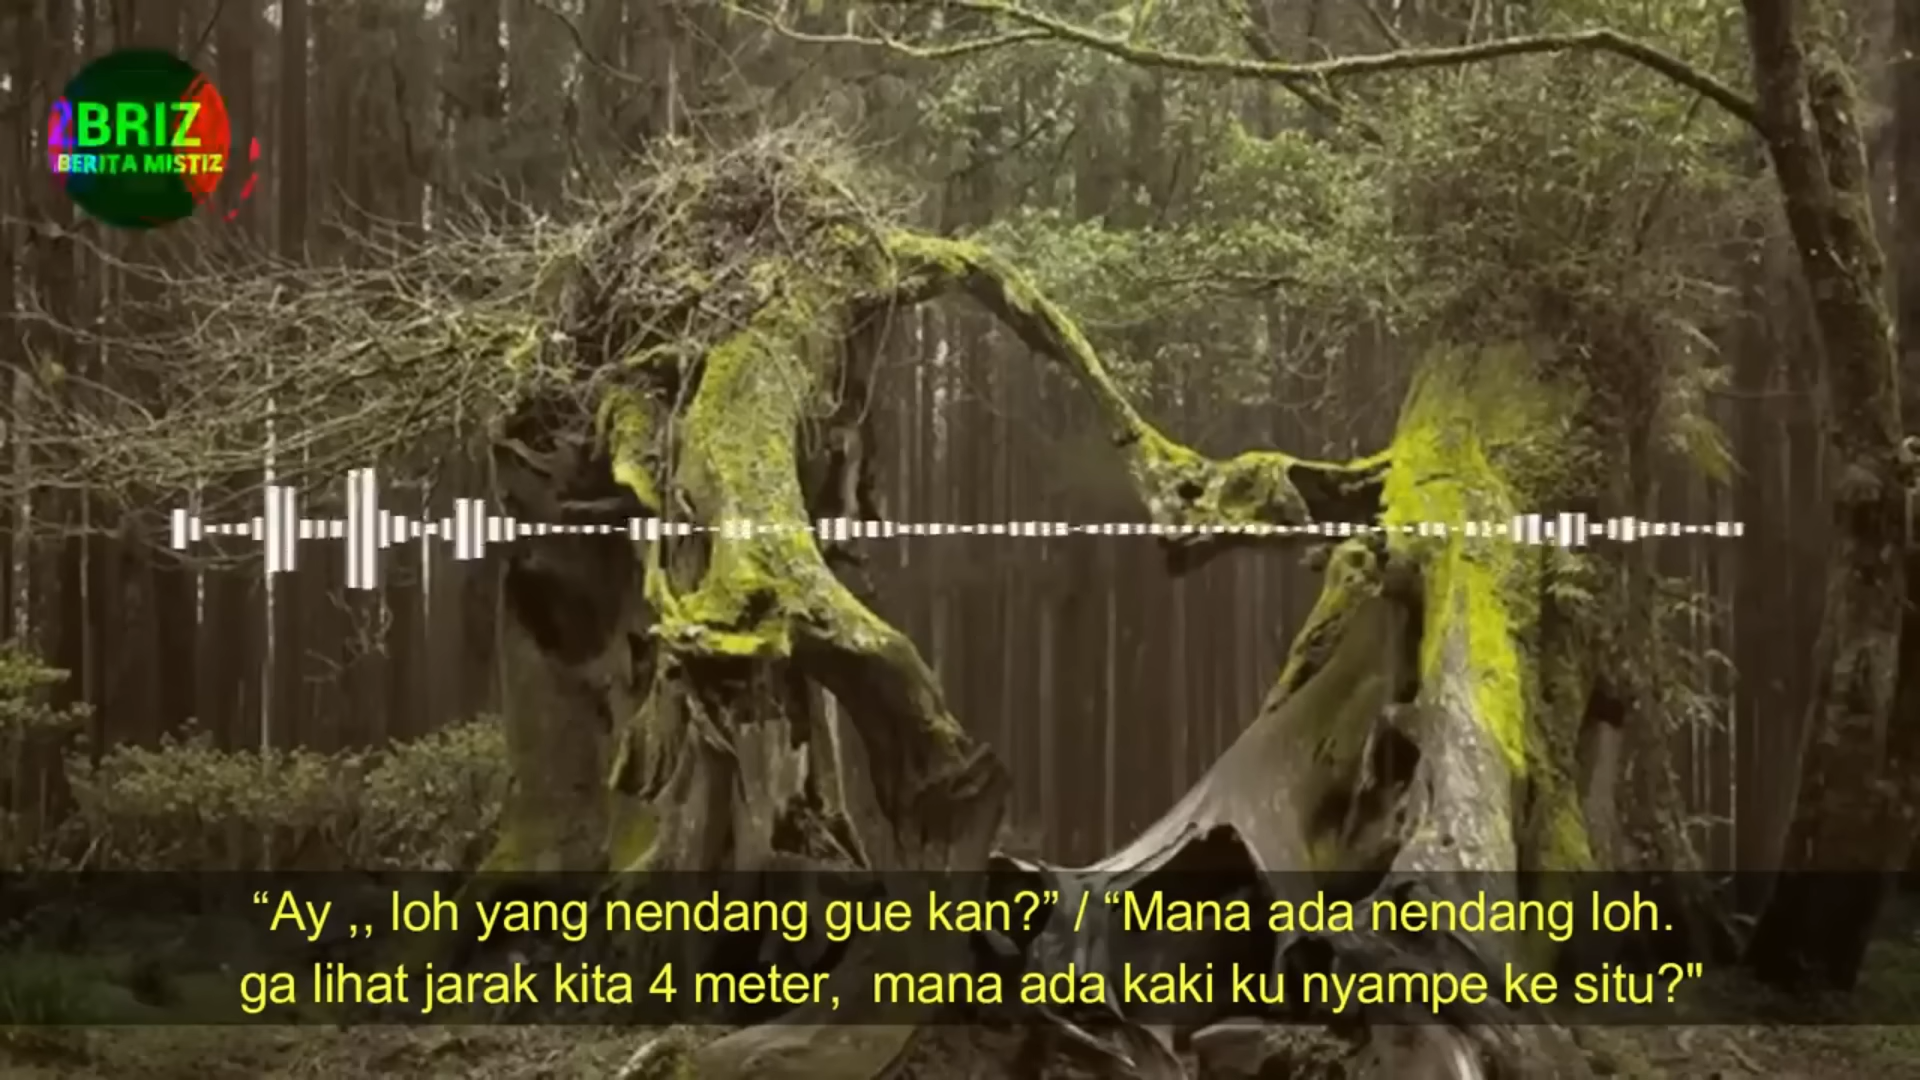 2BRIZ
BERITA MISTIZ
“Ay ,, loh yang nendang gue kan?” / “Mana ada nendang loh.
ga lihat jarak kita 4 meter, mana ada kaki ku nyampe ke situ?"